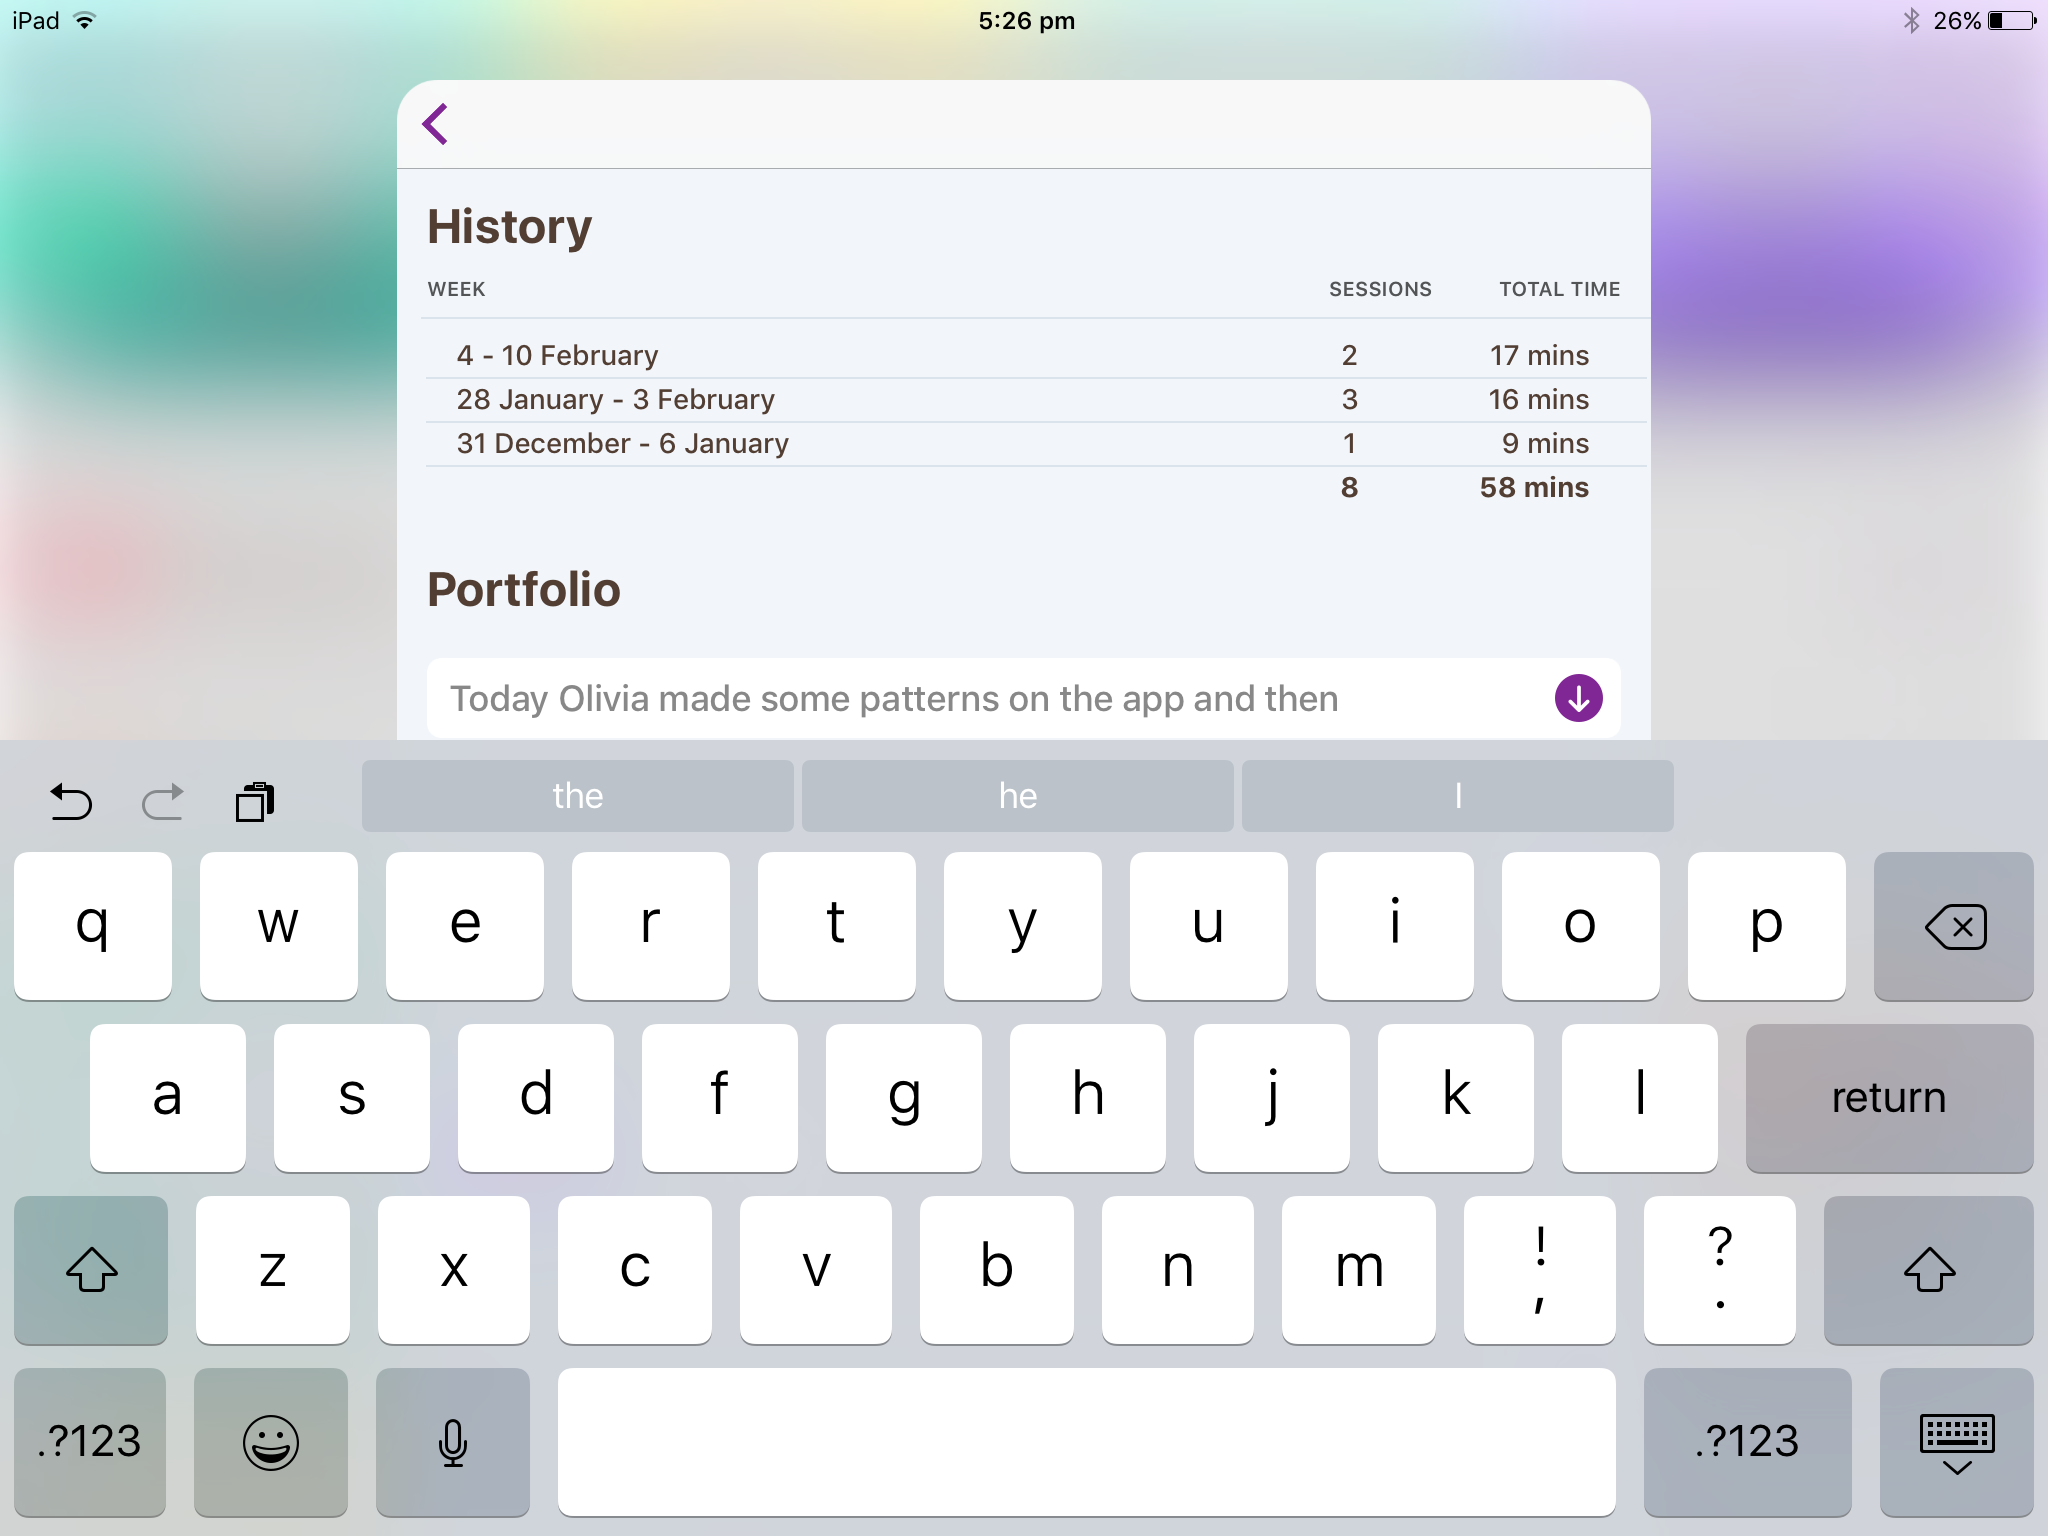 iPad 5:26 pm 26%
History
WEEK SESSIONS TOTAL TIME
4 - 10 February 2 17 mins
28 January - 3 February 3 16 mins
31 December - 6 January 1 9 mins
8 58 mins
Portfolio
Today Olivia made some patterns on the app and then
the he I
q w e r t y u i o p
a s d f g h j k l return
z x c v b n m ! , ? .
.?123 .?123